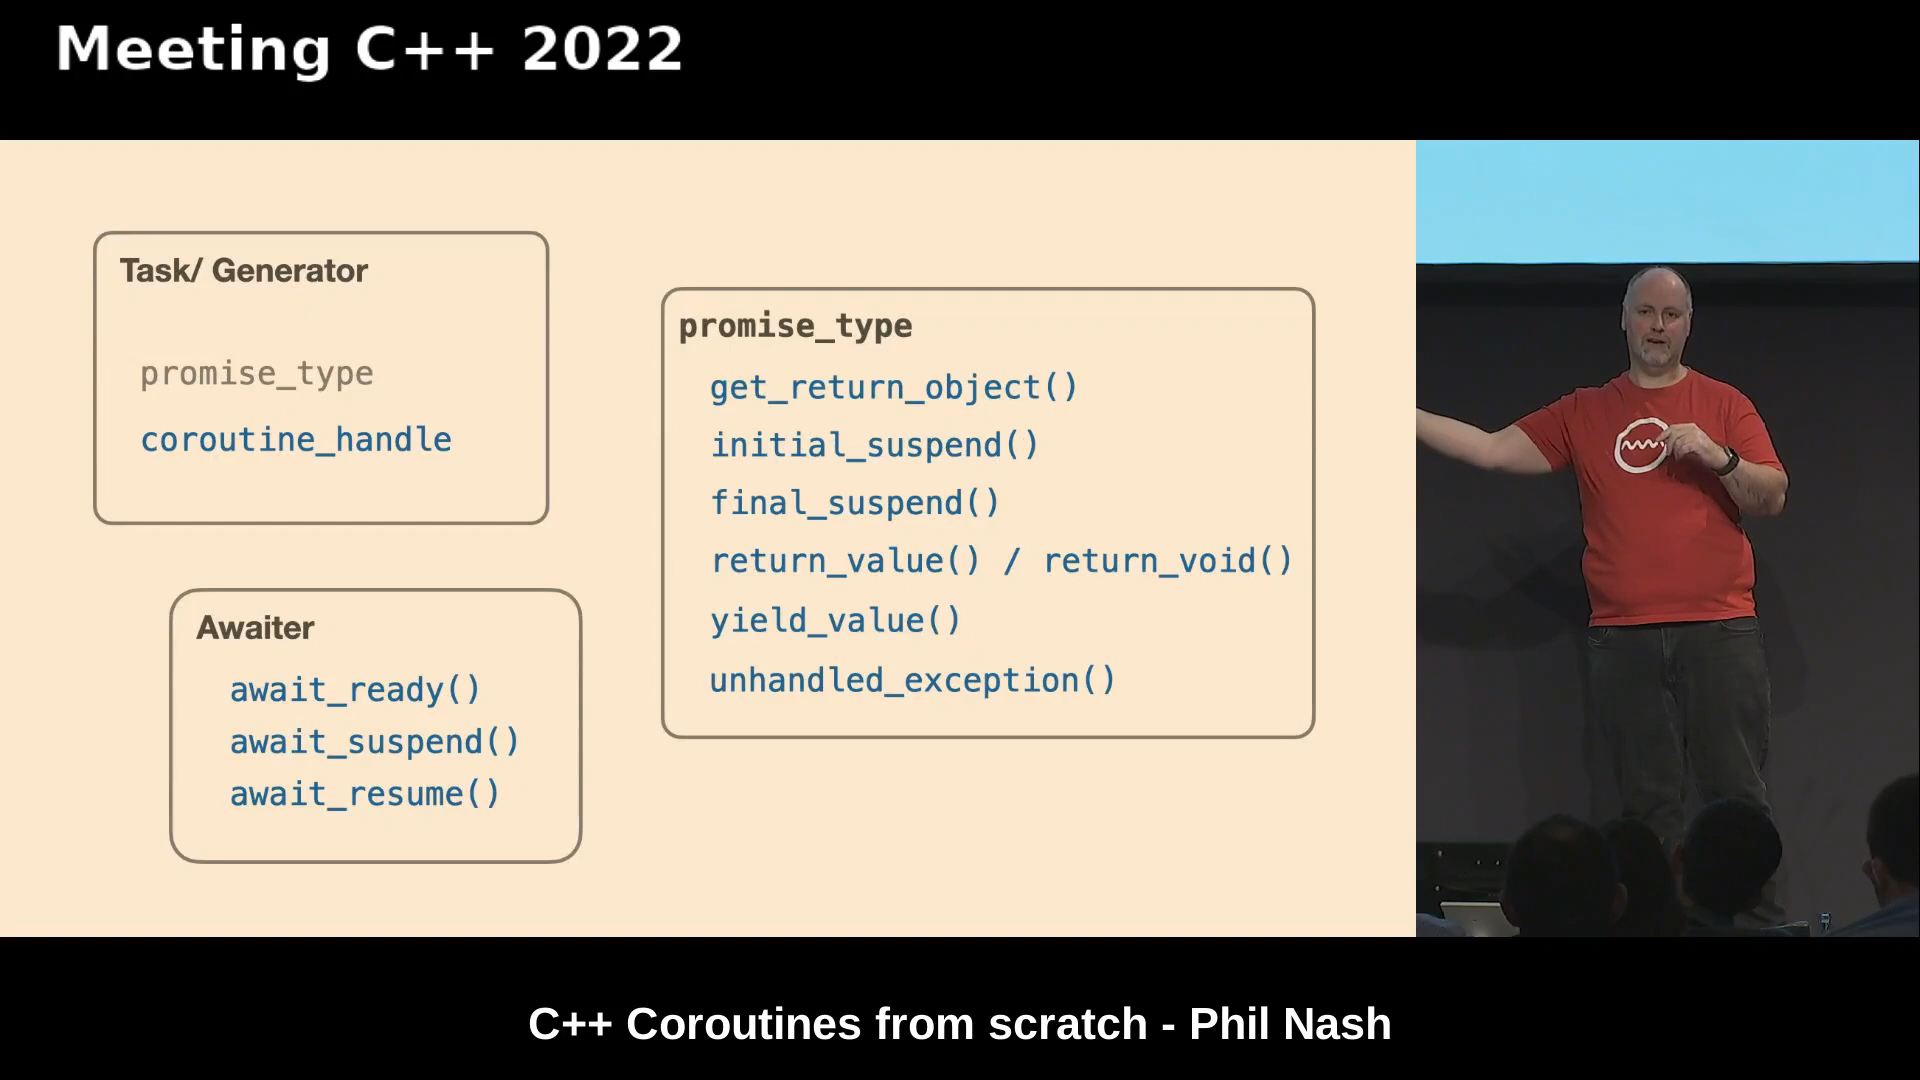 Meeting C++ 2022
Task/ Generator
promise_type
coroutine_handle
Awaiter
await_ready()
await_suspend()
await_resume()
promise_type
get_return_object()
initial_suspend()
final_suspend()
return_value() / return_void()
yield_value()
unhandled_exception()
C++ Coroutines from scratch - Phil Nash